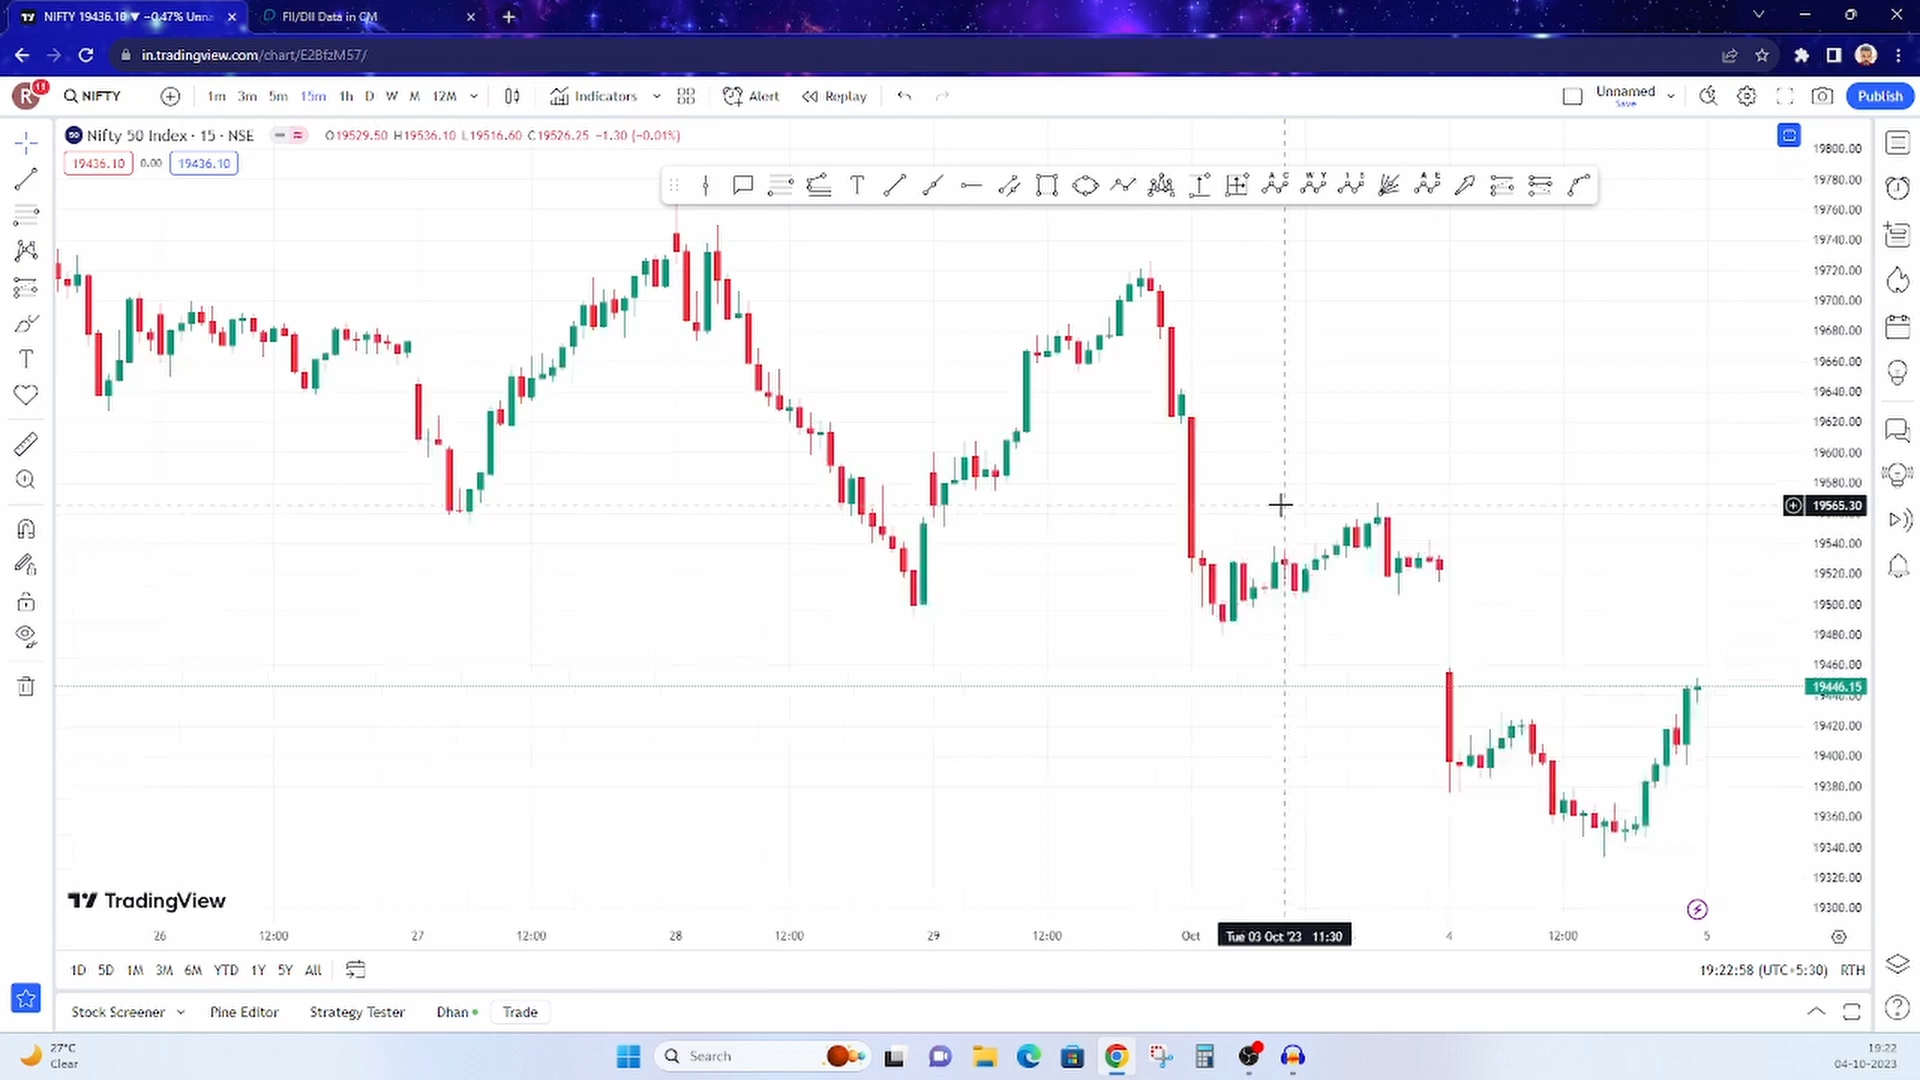 NIFTY 19436.10 ▼ −0.47% Unna
FII/DII Data in CM
in.tradingview.com/chart/E2BfzM57/
R 11 NIFTY 1m 3m 5m 15m 1h D W M 12M Indicators Alert Replay Unnamed Save Publish
Nifty 50 Index · 15 · NSE O19529.50 H19536.10 L19516.60 C19526.25 −1.30 (−0.01%)
19436.10 0.00 19436.10
19800.00
19780.00
19760.00
19740.00
19720.00
19700.00
19680.00
19660.00
19640.00
19620.00
19600.00
19580.00
19565.30
19540.00
19520.00
19500.00
19480.00
19460.00
19446.15
19420.00
19400.00
19380.00
19360.00
19340.00
19320.00
19300.00
TradingView
26 12:00 27 12:00 28 12:00 29 12:00 Oct Tue 03 Oct '23 11:30 4 12:00 5
1D 5D 1M 3M 6M YTD 1Y 5Y All 19:22:58 (UTC+5:30) RTH
Stock Screener Pine Editor Strategy Tester Dhan Trade
27°C
Clear
Search
19:22
04-10-2023